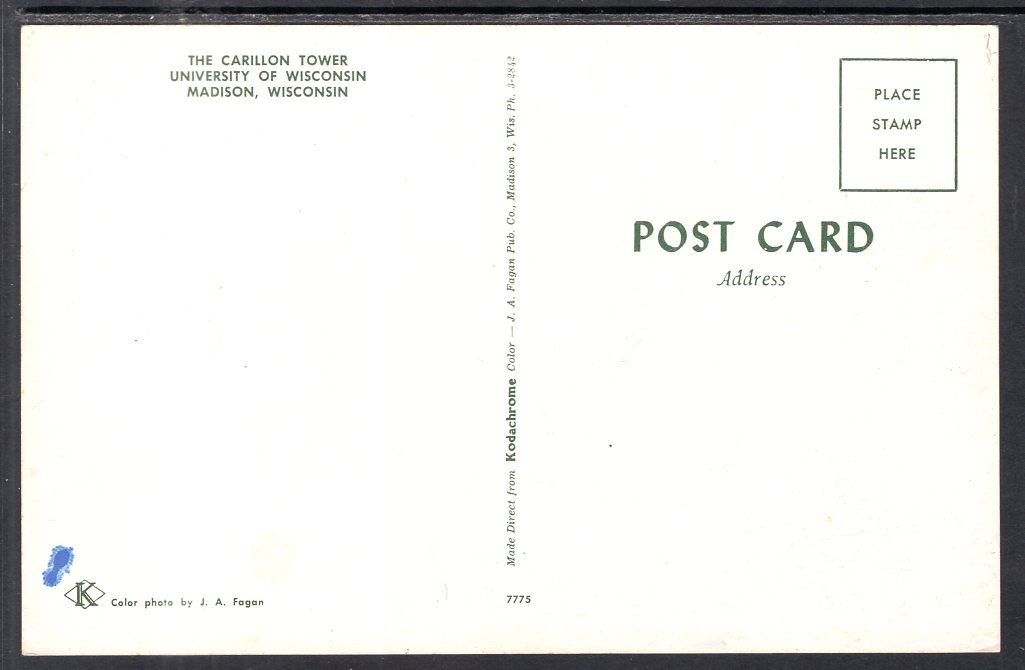 THE CARILLON TOWER
UNIVERSITY OF WISCONSIN
MADISON, WISCONSIN
K
Color photo by J. A. Fagan
Made Direct from Kodachrome Color — J. A. Fagan Pub. Co., Madison 3, Wis. Ph. 3-2842
7775
PLACE
STAMP
HERE
POST CARD
Address